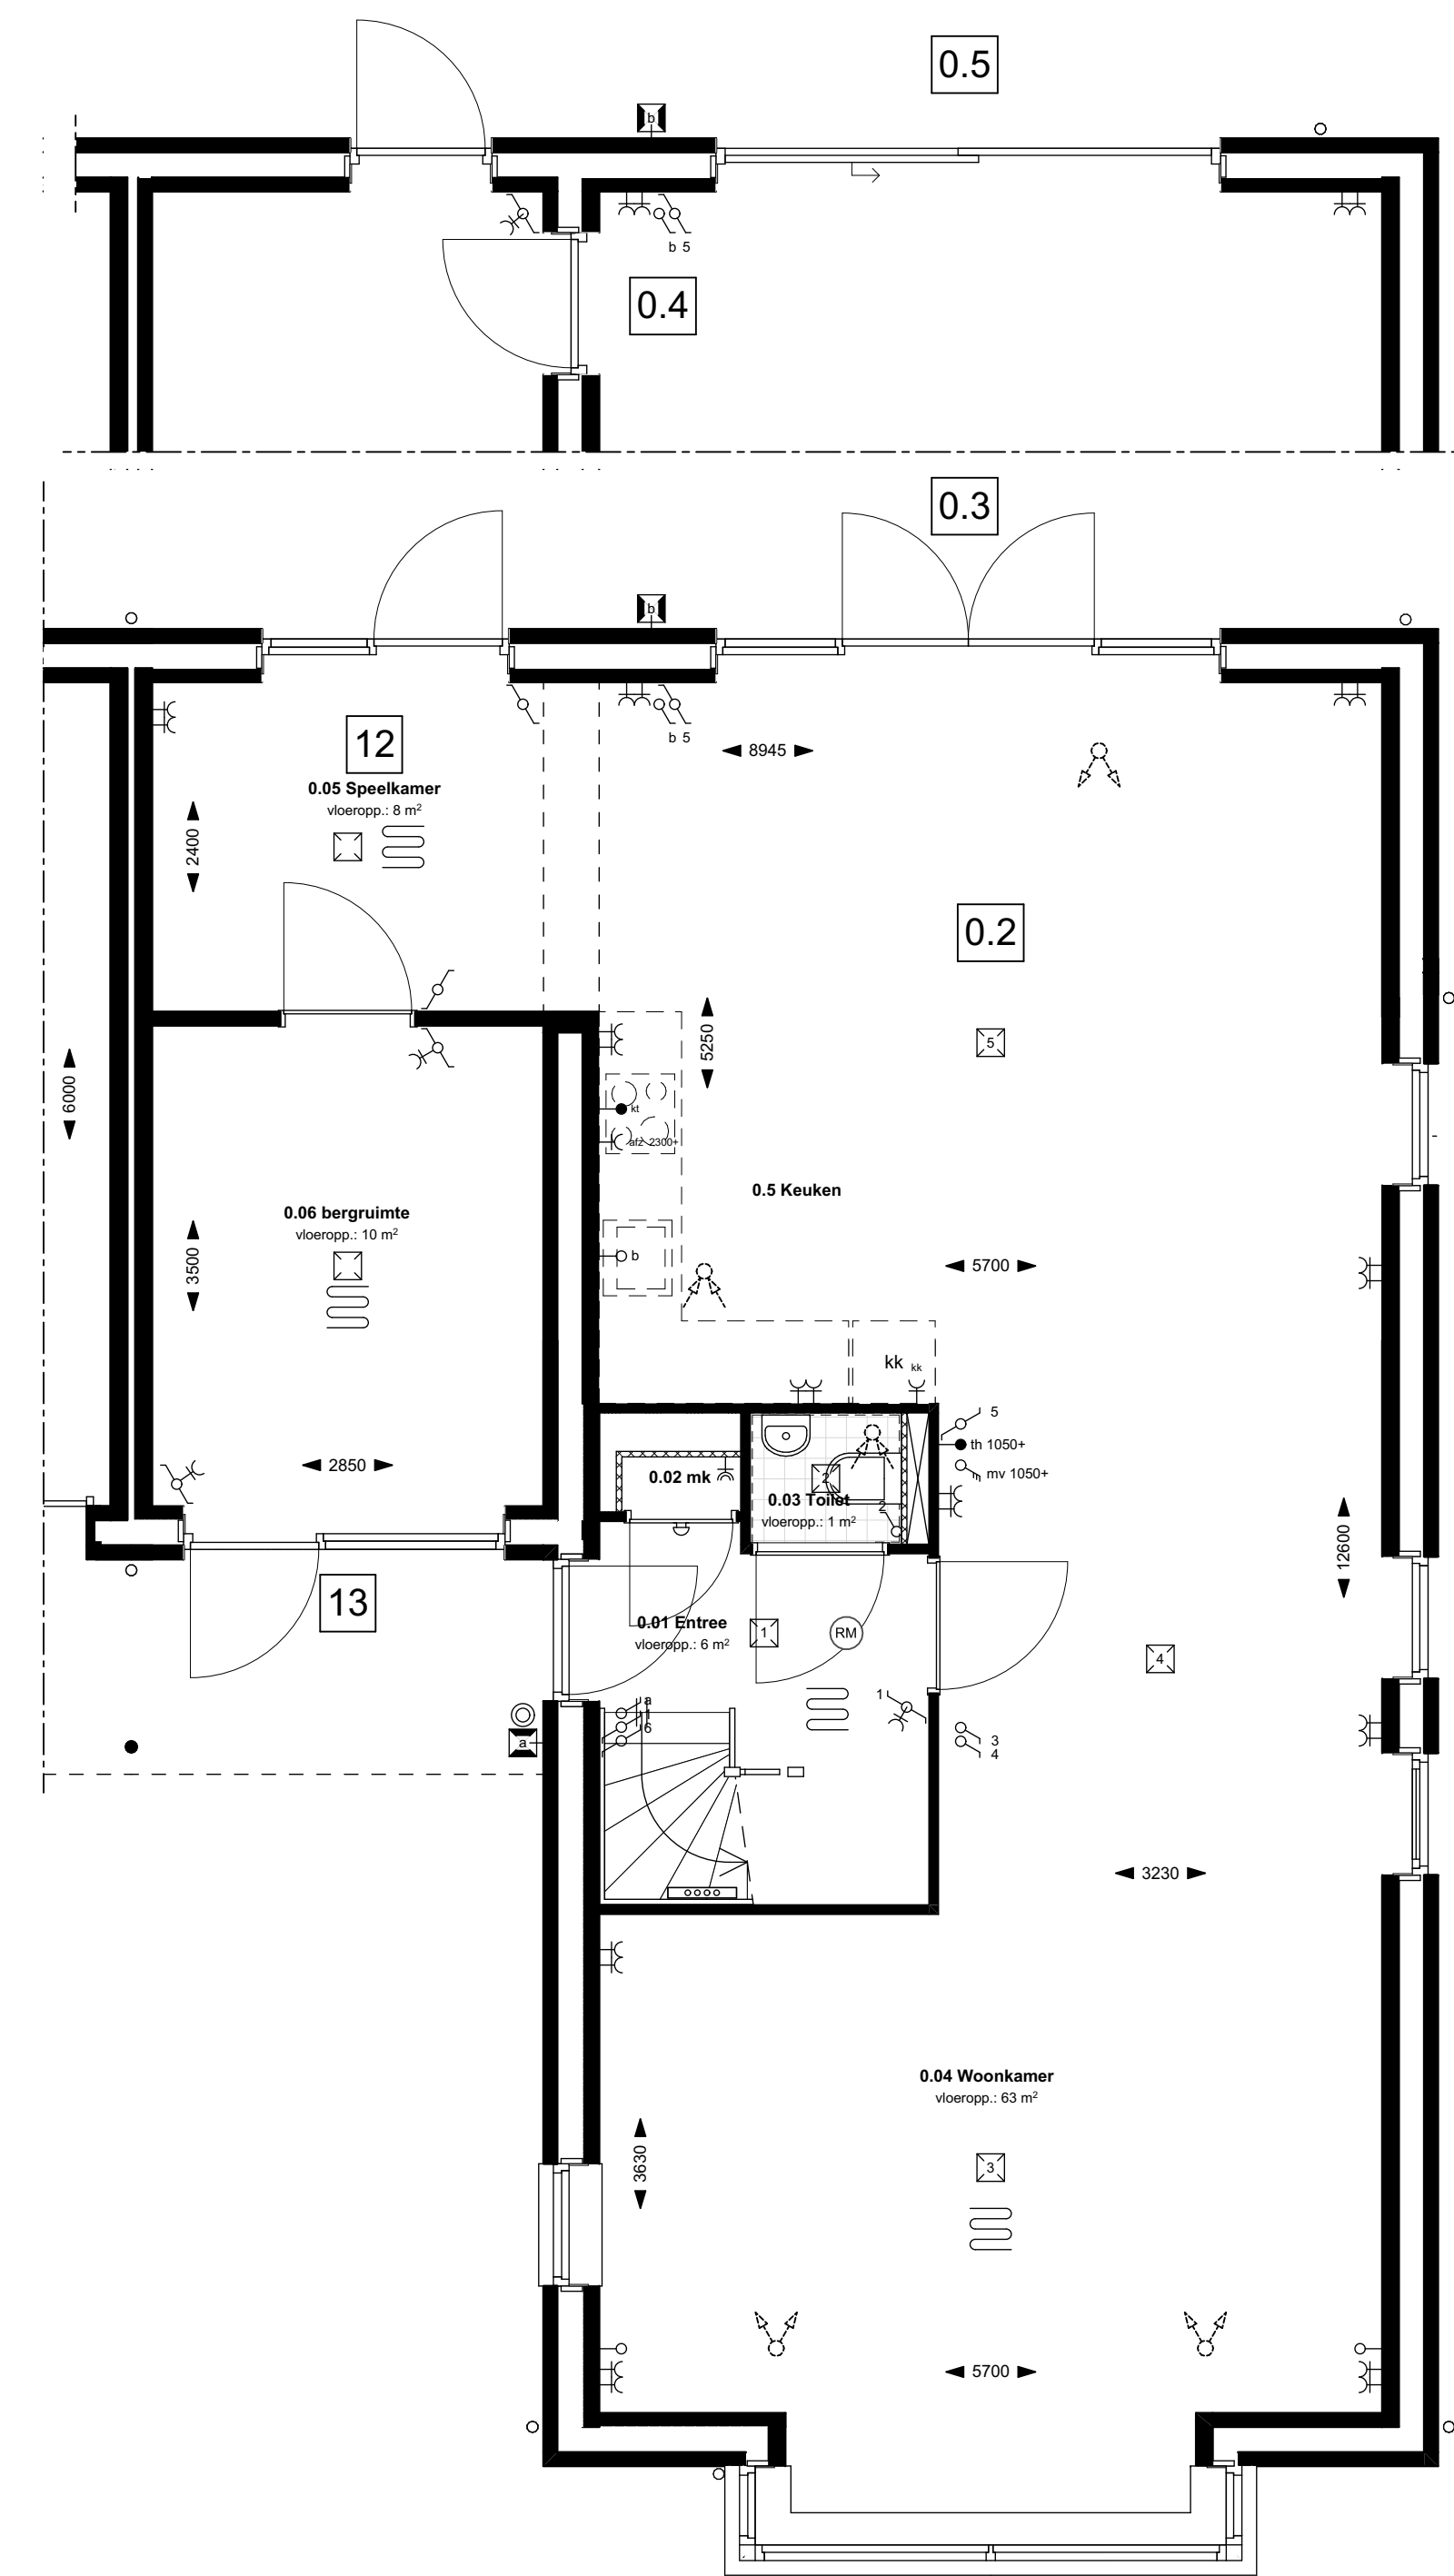 0.5
b
b 5
0.4
0.3
b
b 5
12
8945
0.05 Speelkamer
vloeropp.: 8 m²
2400
0.2
5250
5
6000
kt
afz 2300+
0.5 Keuken
0.06 bergruimte
vloeropp.: 10 m²
3500
b
5700
kk kk
5
th 1050+
mv 1050+
2850
0.02 mk
2
0.03 Toilet
2
vloeropp.: 1 m²
12600
13
0.01 Entree
vloeropp.: 6 m²
1
RM
4
a
1
6
1
3
4
a
3230
0.04 Woonkamer
vloeropp.: 63 m²
3630
3
5700